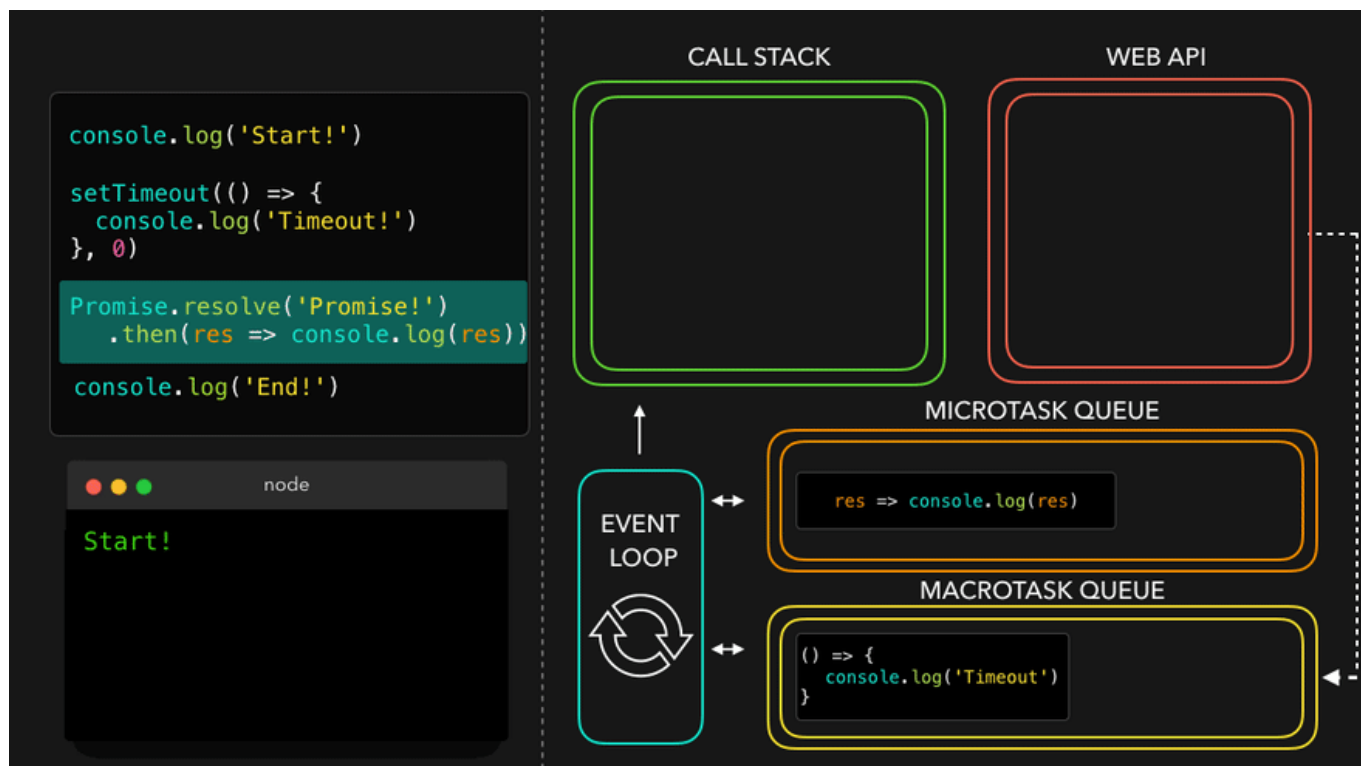 console.log('Start!')
setTimeout(() => {
  console.log('Timeout!')
}, 0)
Promise.resolve('Promise!')
   .then(res => console.log(res))
console.log('End!')
node
Start!
CALL STACK
WEB API
MICROTASK QUEUE
res => console.log(res)
EVENT
LOOP
MACROTASK QUEUE
() => {
  console.log('Timeout')
}